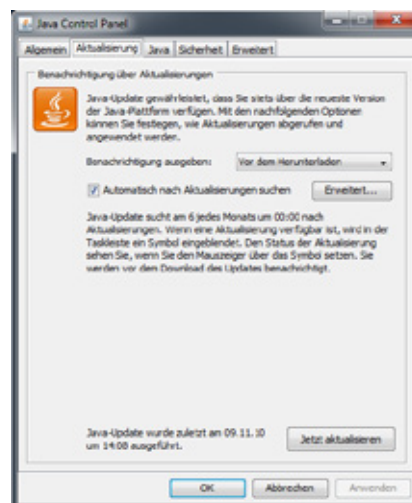 Java Control Panel
Allgemein Aktualisierung Java Sicherheit Erweitert
Benachrichtigung über Aktualisierungen
Java-Update gewährleistet, dass Sie stets über die neueste Version
der Java-Plattform verfügen. Mit den nachfolgenden Optionen
können Sie festlegen, wie Aktualisierungen abgerufen und
angewendet werden.
Benachrichtigung ausgeben: Vor dem Herunterladen
Automatisch nach Aktualisierungen suchen Erweitert...
Java-Update sucht am 6 jedes Monats um 00:00 nach
Aktualisierungen. Wenn eine Aktualisierung verfügbar ist, wird in der
Taskleiste ein Symbol eingeblendet. Den Status der Aktualisierung
sehen Sie, wenn Sie den Mauszeiger über das Symbol setzen. Sie
werden vor dem Download des Updates benachrichtigt.
Java-Update wurde zuletzt am 09.11.10
um 14:08 ausgeführt. Jetzt aktualisieren
OK Abbrechen Anwenden